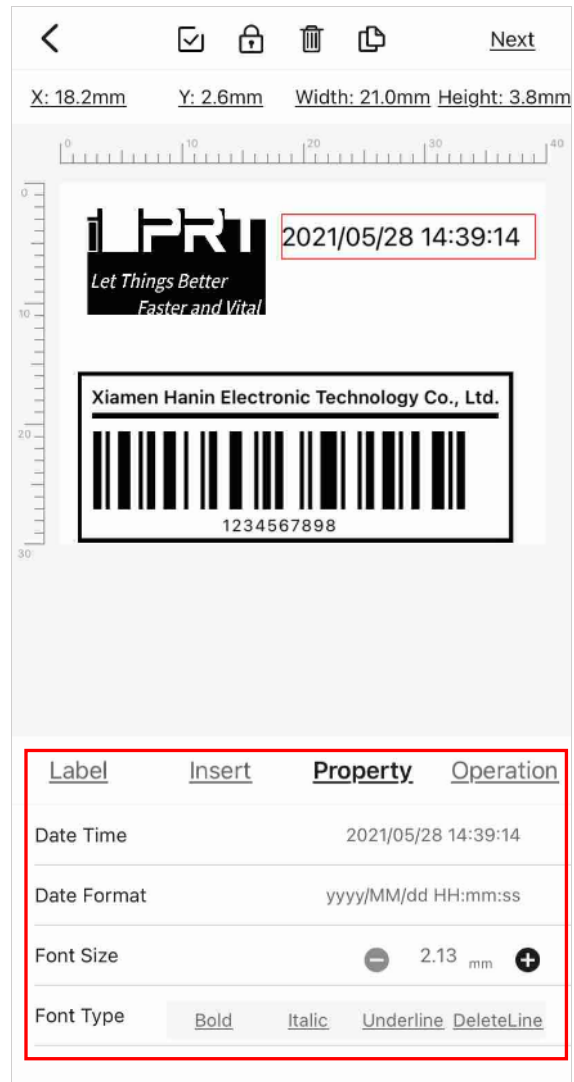 Next
X: 18.2mm Y: 2.6mm Width: 21.0mm Height: 3.8mm
0 10 20 30 40
0
iDPRT 2021/05/28 14:39:14
Let Things Better
Faster and Vital
10
Xiamen Hanin Electronic Technology Co., Ltd.
20
1234567898
30
Label Insert Property Operation
Date Time 2021/05/28 14:39:14
Date Format yyyy/MM/dd HH:mm:ss
Font Size 2.13 mm
Font Type Bold Italic Underline DeleteLine